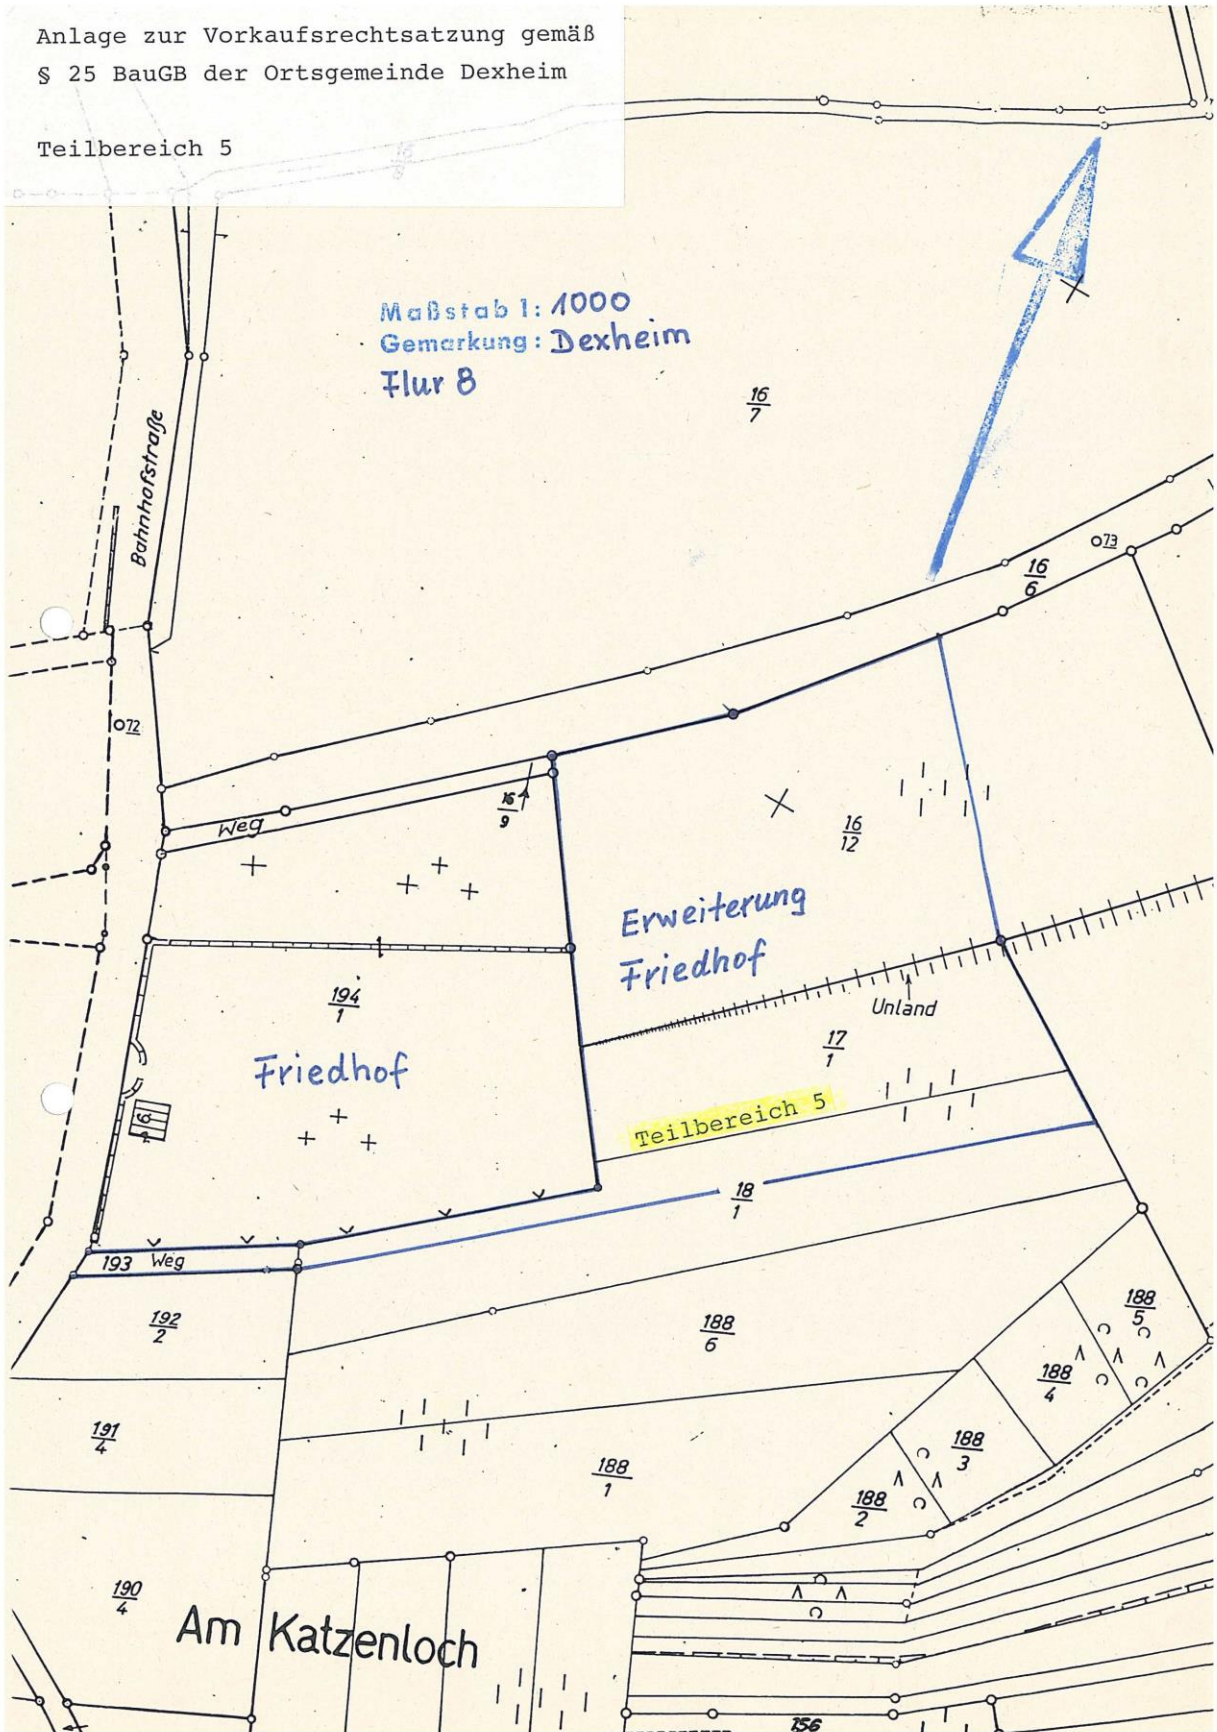 Anlage zur Vorkaufsrechtsatzung gemäß
§ 25 BauGB der Ortsgemeinde Dexheim
Teilbereich 5
Maßstab 1: 1000
Gemarkung: Dexheim
Flur 8
16
7
Bahnhofstraße
73
16
6
72
16
9
Weg
16
12
Erweiterung
Friedhof
194
1
Unland
17
1
Friedhof
Teilbereich 5
18
1
193 Weg
192
2
188
6
188
5
188
4
191
4
188
3
188
1
188
2
190
4
Am Katzenloch
156